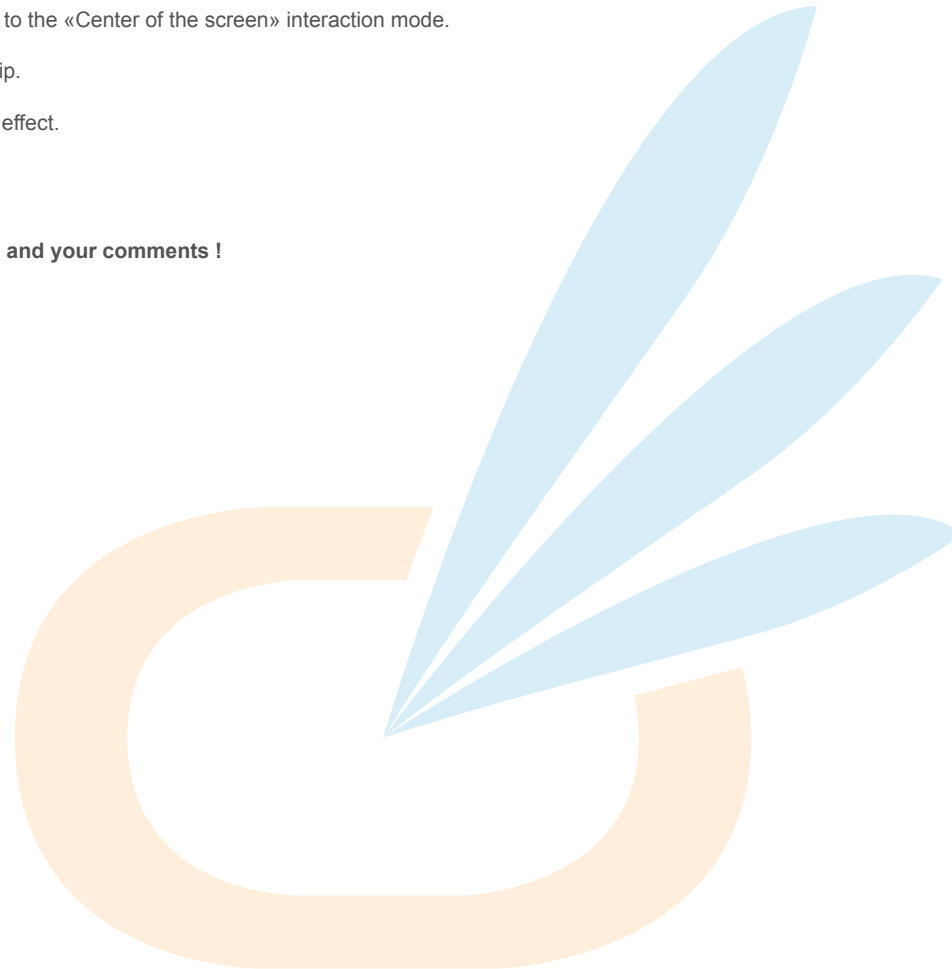 to the «Center of the screen» interaction mode.
ip.
effect.
and your comments !